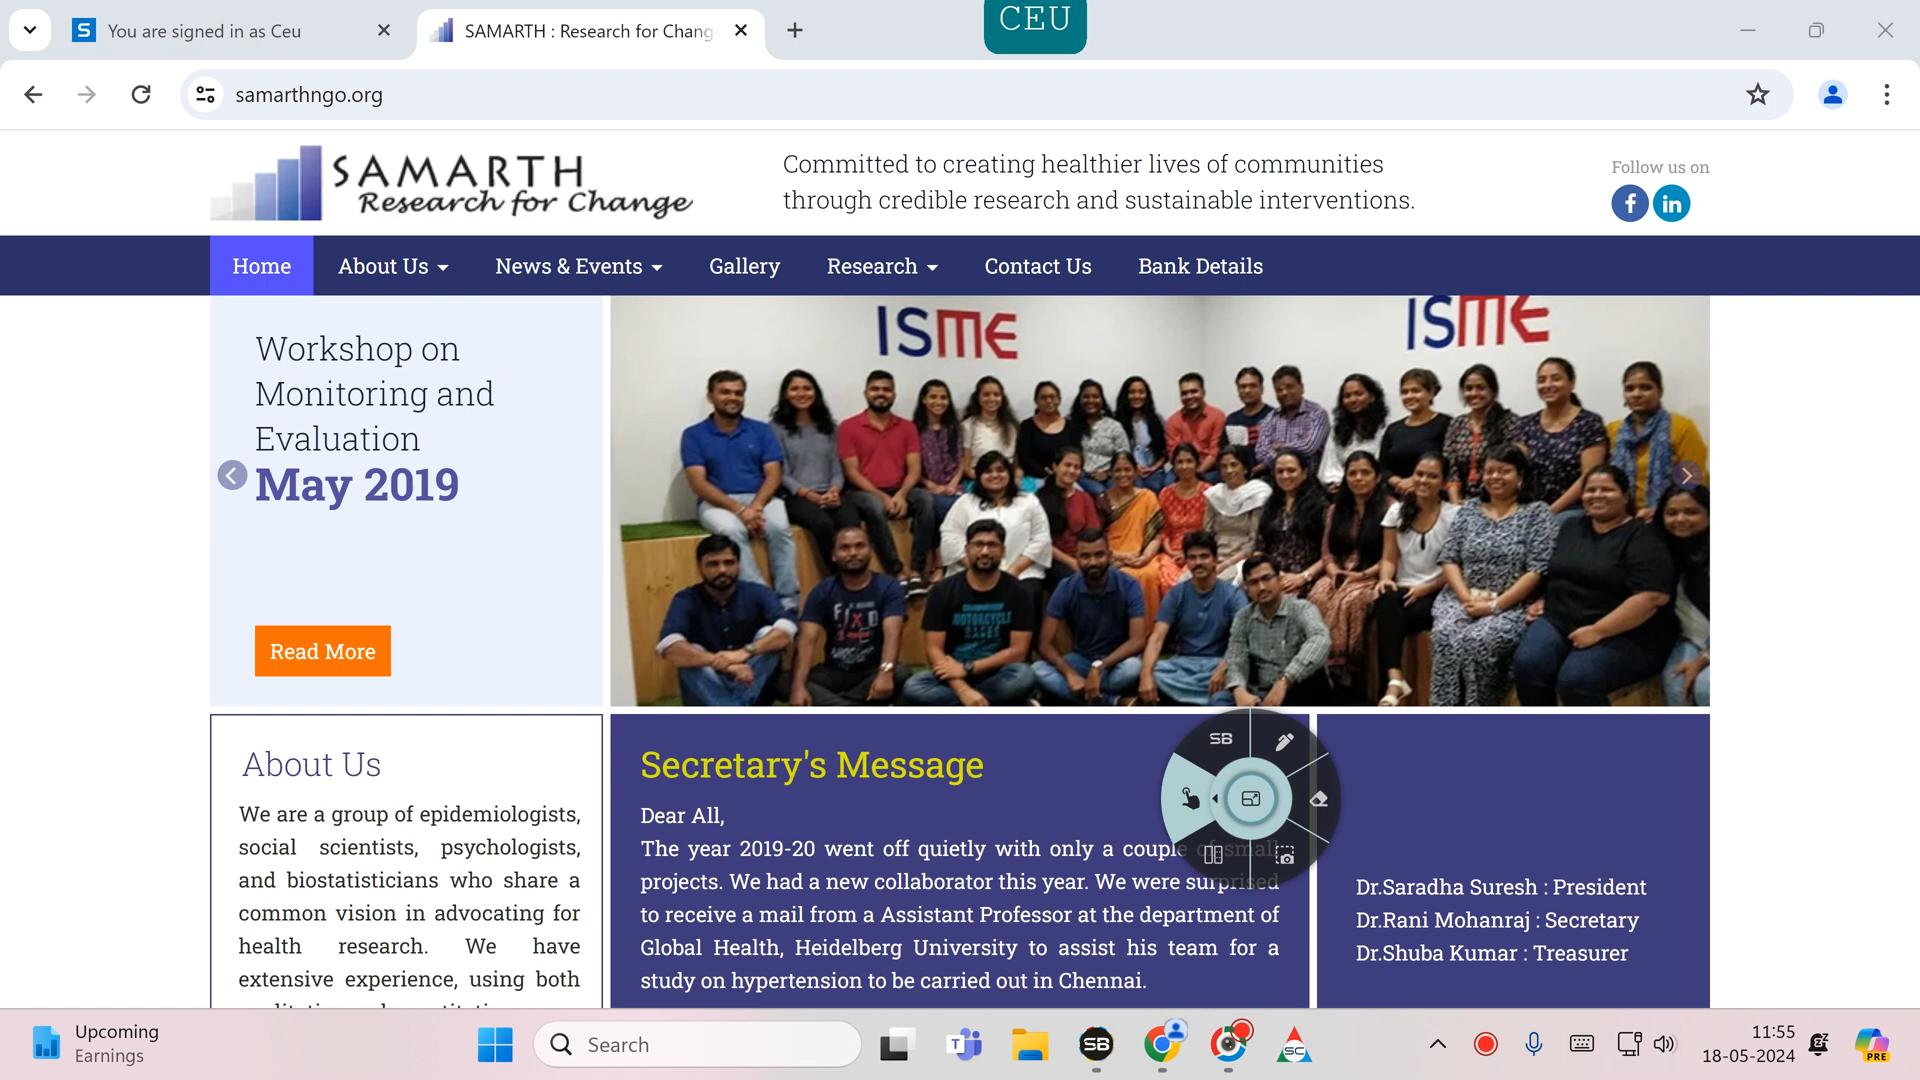 You are signed in as Ceu
SAMARTH : Research for Chang
CEU
samarthngo.org
SAMARTH
Research for Change
Committed to creating healthier lives of communities
through credible research and sustainable interventions.
Follow us on
Home
About Us
News & Events
Gallery
Research
Contact Us
Bank Details
Workshop on
Monitoring and
Evaluation
May 2019
Read More
ISME
ISME
About Us
We are a group of epidemiologists,
social scientists, psychologists,
and biostatisticians who share a
common vision in advocating for
health research. We have
extensive experience, using both
Secretary's Message
Dear All,
The year 2019-20 went off quietly with only a couple of small
projects. We had a new collaborator this year. We were surprised
to receive a mail from a Assistant Professor at the department of
Global Health, Heidelberg University to assist his team for a
study on hypertension to be carried out in Chennai.
SB
Dr.Saradha Suresh : President
Dr.Rani Mohanraj : Secretary
Dr.Shuba Kumar : Treasurer
Upcoming
Earnings
Search
SB
SC
11:55
18-05-2024
PRE